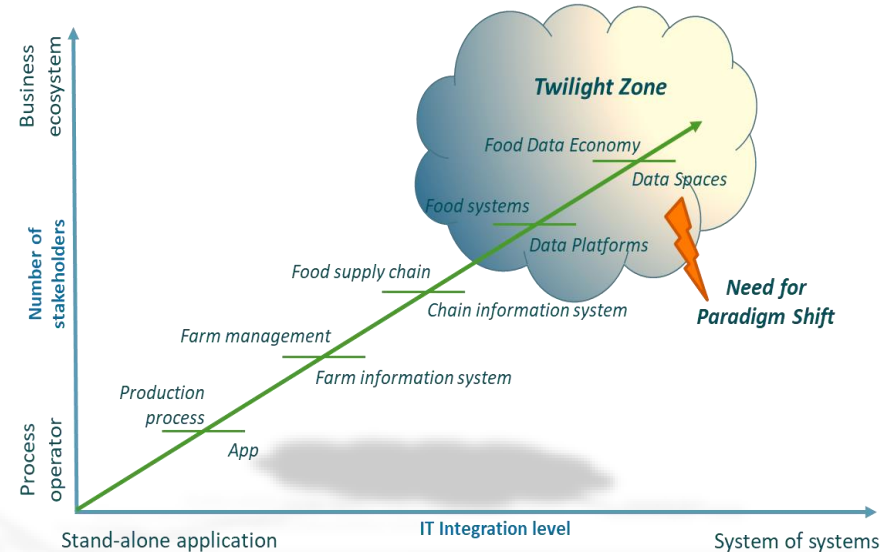 Business
ecosystem
Number of
stakeholders
Process
operator
Twilight Zone
Food Data Economy
Data Spaces
Food systems
Data Platforms
Food supply chain
Chain information system
Need for
Paradigm Shift
Farm management
Farm information system
Production
process
App
Stand-alone application
IT Integration level
System of systems